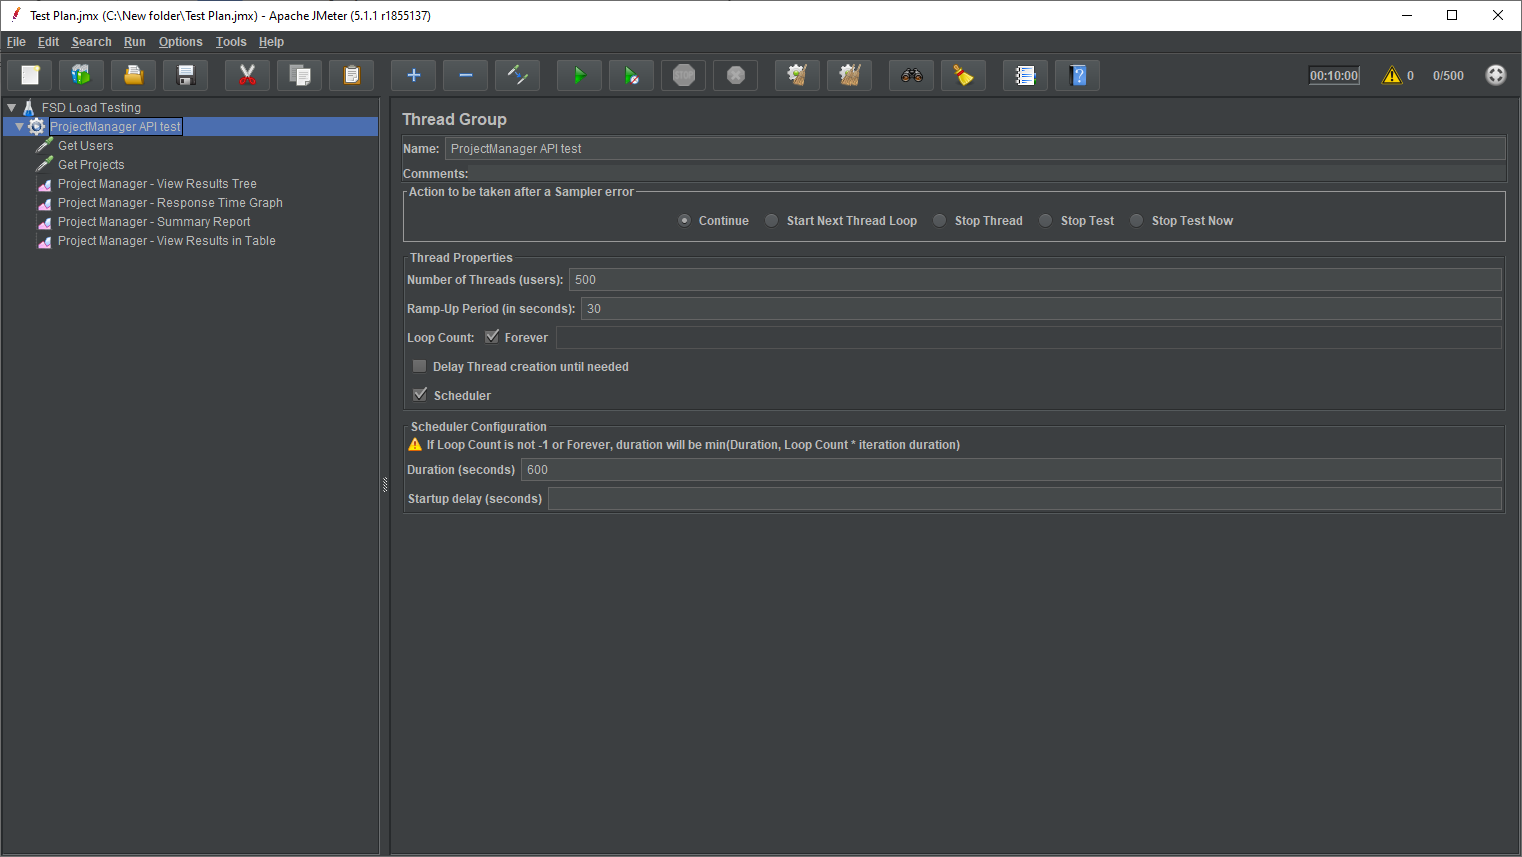 Test Plan.jmx (C:\New folder\Test Plan.jmx) - Apache JMeter (5.1.1 r1855137)
File Edit Search Run Options Tools Help
STOP 00:10:00 0 0/500
FSD Load Testing
ProjectManager API test
Get Users
Get Projects
Project Manager - View Results Tree
Project Manager - Response Time Graph
Project Manager - Summary Report
Project Manager - View Results in Table
Thread Group
Name: ProjectManager API test
Comments:
Action to be taken after a Sampler error
Continue Start Next Thread Loop Stop Thread Stop Test Stop Test Now
Thread Properties
Number of Threads (users): 500
Ramp-Up Period (in seconds): 30
Loop Count: Forever
Delay Thread creation until needed
Scheduler
Scheduler Configuration
If Loop Count is not -1 or Forever, duration will be min(Duration, Loop Count * iteration duration)
Duration (seconds) 600
Startup delay (seconds)